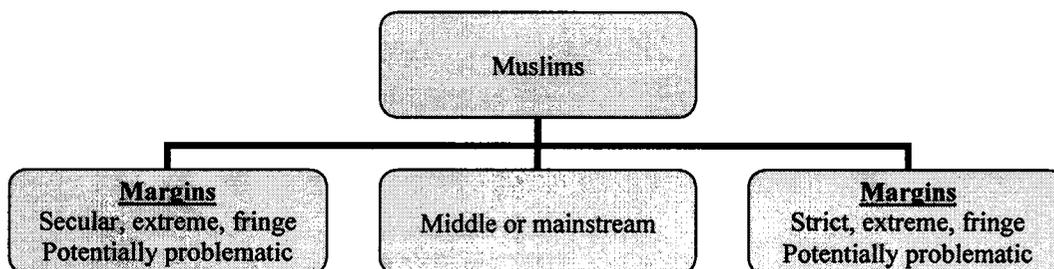 Muslims
Margins
Secular, extreme, fringe
Potentially problematic
Middle or mainstream
Margins
Strict, extreme, fringe
Potentially problematic